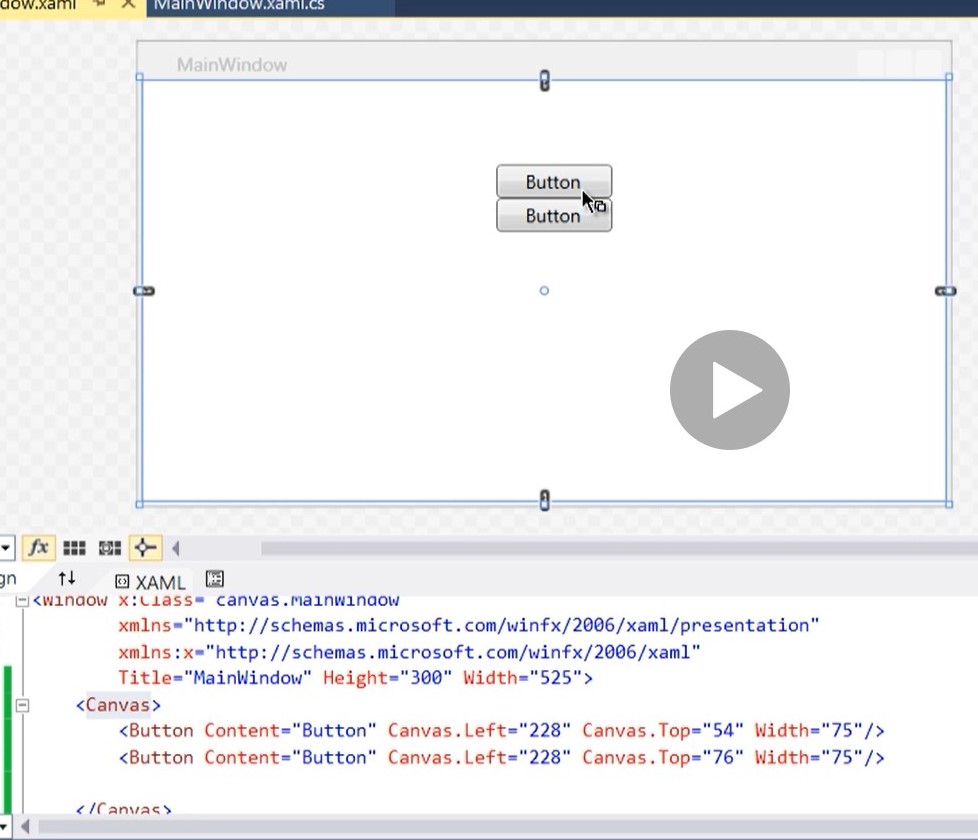 dow.xaml MainWindow.xaml.cs
MainWindow
Button
Button
fx
gn XAML
<Window x:Class="canvas.MainWindow
xmlns="http://schemas.microsoft.com/winfx/2006/xaml/presentation"
xmlns:x="http://schemas.microsoft.com/winfx/2006/xaml"
Title="MainWindow" Height="300" Width="525">
<Canvas>
<Button Content="Button" Canvas.Left="228" Canvas.Top="54" Width="75"/>
<Button Content="Button" Canvas.Left="228" Canvas.Top="76" Width="75"/>
</Canvas>